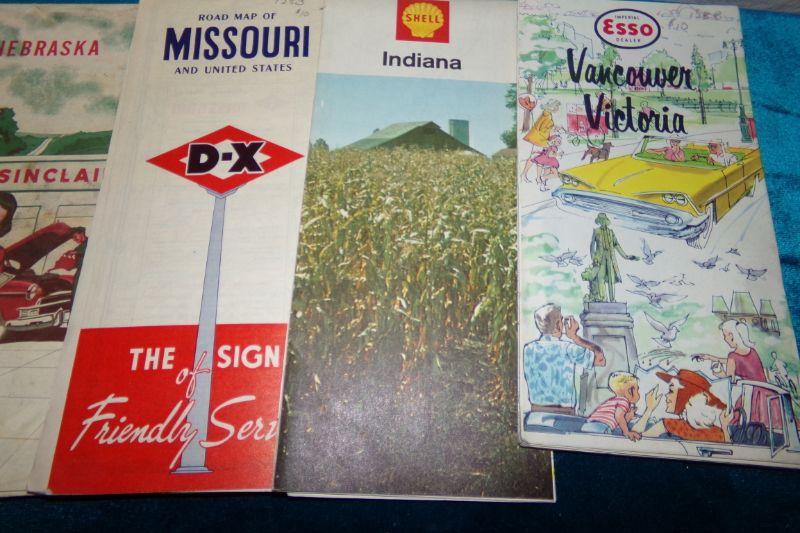 NEBRASKA
SINCLAI
ROAD MAP OF
MISSOURI
AND UNITED STATES
D-X
THE SIGN
of
Friendly Serv
SHELL
Indiana
IMPERIAL
Esso
DEALER
Vancouver
Victoria